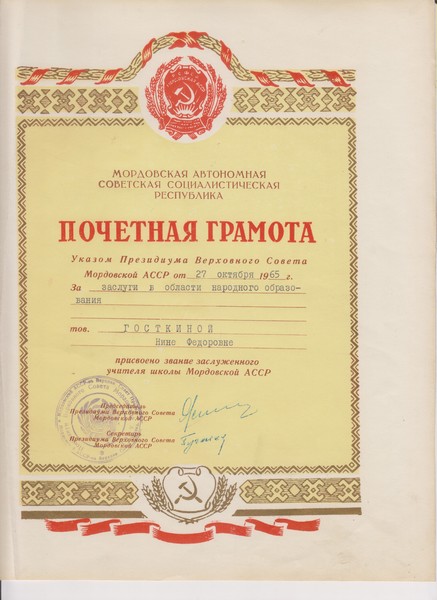 МОРДОВСКАЯ АВТОНОМНАЯ
СОВЕТСКАЯ СОЦИАЛИСТИЧЕСКАЯ
РЕСПУБЛИКА
ПОЧЕТНАЯ ГРАМОТА
Указом Президиума Верховного Совета
Мордовской АССР от 27 октября 1965 г.
За заслуги в области народного образо-
вания
тов. ГОСТКИНОЙ
Нине Федоровне
присвоено звание заслуженного
учителя школы Мордовской АССР
Председатель
Президиума Верховного Совета
Мордовской АССР
Секретарь
Президиума Верховного Совета
Мордовской АССР